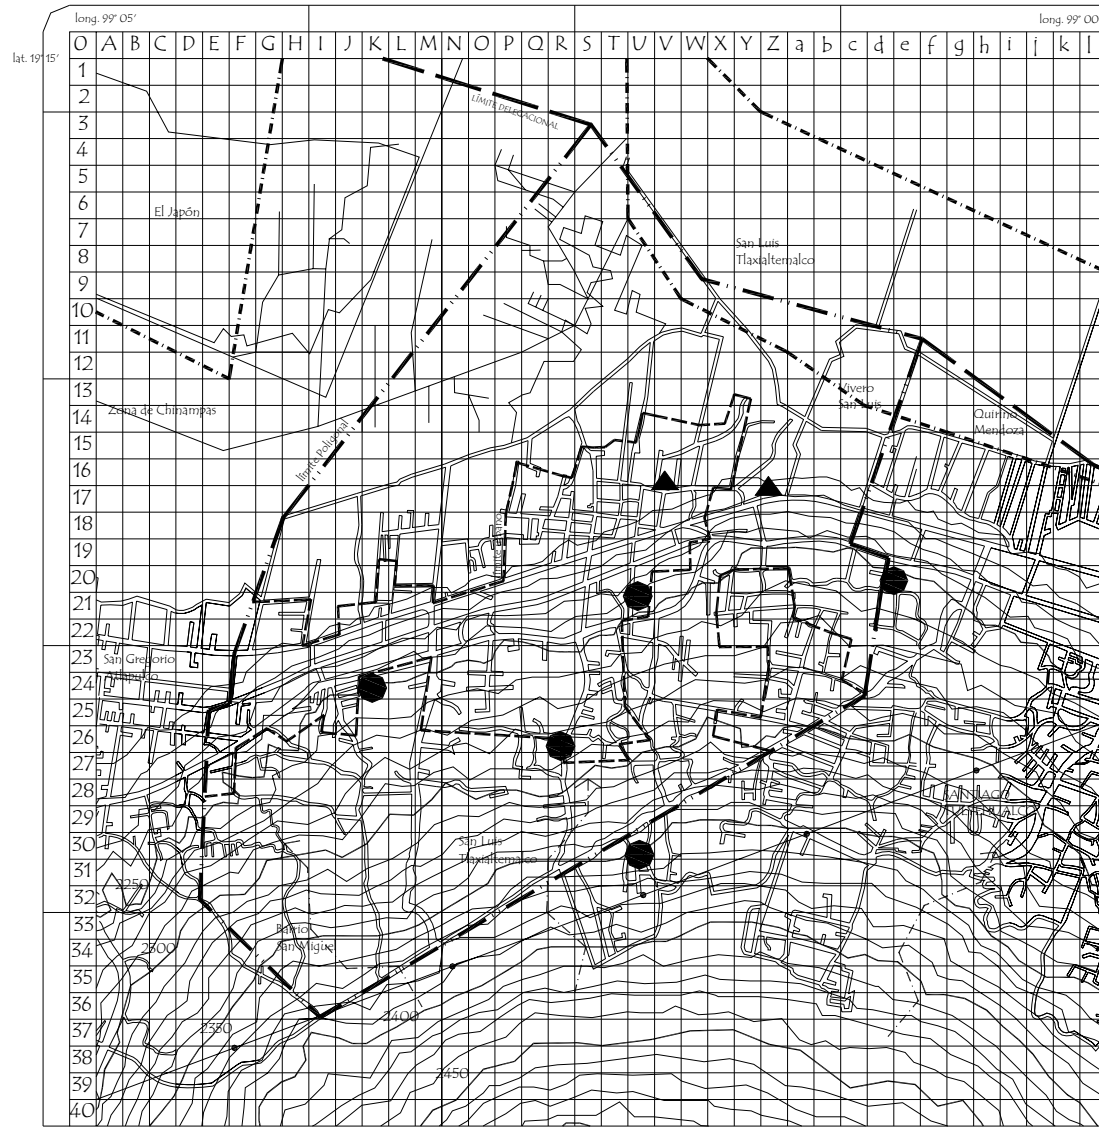 long. 99° 05'
long. 99° 00
lat. 19° 15'
0 A B C D E F G H I J K L M N O P Q R S T U V W X Y Z a b c d e f g h i j k l
1
2
LÍMITE DELEGACIONAL
3
4
5
6
El Japón
7
8
San Luis
Tlaxialtemalco
9
10
11
12
13
Vivero
San Luis
Zona de Chinampas
14
Quirino
Mendoza
15
límite Poligonal
16
17
18
19
20
21
22
23
San Gregorio
Atlapulco
24
25
26
27
28
SANTIAGO
29
30
San Luis
Tlaxialtemalco
31
2250
32
33
Barrio
San Miguel
34
2300
35
36
2400
37
2350
38
2450
39
40